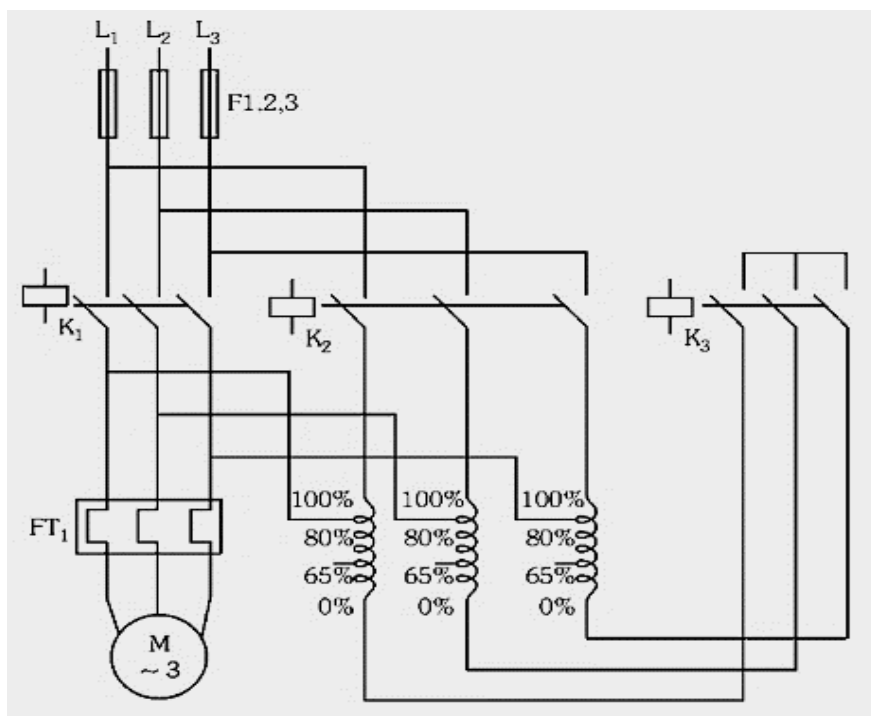 L1 L2 L3
F1.2,3
K1
K2
K3
100% 100% 100%
FT1
80% 80% 80%
65% 65% 65%
0% 0% 0%
M
~ 3